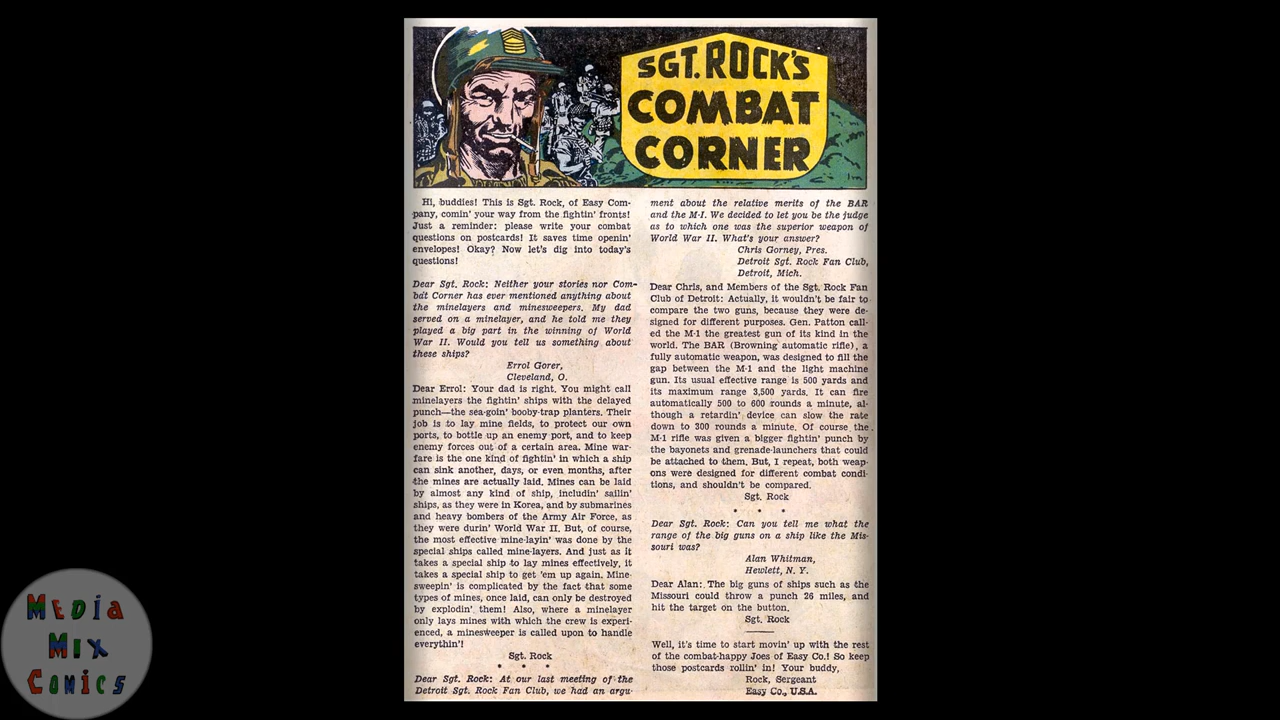 SGT. ROCK'S
COMBAT
CORNER
Hi, buddies! This is Sgt. Rock, of Easy Com-
pany, comin' your way from the fightin' fronts!
Just a reminder: please write your combat
questions on postcards! It saves time openin'
envelopes! Okay? Now let's dig into today's
questions!
Dear Sgt. Rock: Neither your stories nor Com-
bat Corner has ever mentioned anything about
the minelayers and minesweepers. My dad
served on a minelayer, and he told me they
played a big part in the winning of World
War II. Would you tell us something about
these ships?
Errol Gorer,
Cleveland, O.
Dear Errol: Your dad is right. You might call
minelayers the fightin' ships with the delayed
punch—the sea-goin' booby-trap planters. Their
job is to lay mine fields, to protect our own
ports, to bottle up an enemy port, and to keep
enemy forces out of a certain area. Mine war-
fare is the one kind of fightin' in which a ship
can sink another, days, or even months, after
the mines are actually laid. Mines can be laid
by almost any kind of ship, includin' sailin'
ships, as they were in Korea, and by submarines
and heavy bombers of the Army Air Force, as
they were durin' World War II. But, of course,
the most effective mine-layin' was done by the
special ships called mine-layers. And just as it
takes a special ship to lay mines effectively, it
takes a special ship to get 'em up again. Mine-
sweepin' is complicated by the fact that some
types of mines, once laid, can only be destroyed
by explodin' them! Also, where a minelayer
only lays mines with which the crew is experi-
enced, a minesweeper is called upon to handle
everythin'!
Sgt. Rock
* * *
Dear Sgt. Rock: At our last meeting of the
Detroit Sgt. Rock Fan Club, we had an argu-
ment about the relative merits of the BAR
and the M-1. We decided to let you be the judge
as to which one was the superior weapon of
World War II. What's your answer?
Chris Gorney, Pres.
Detroit Sgt. Rock Fan Club,
Detroit, Mich.
Dear Chris, and Members of the Sgt. Rock Fan
Club of Detroit: Actually, it wouldn't be fair to
compare the two guns, because they were de-
signed for different purposes. Gen. Patton call-
ed the M-1 the greatest gun of its kind in the
world. The BAR (Browning automatic rifle), a
fully automatic weapon, was designed to fill the
gap between the M-1 and the light machine
gun. Its usual effective range is 500 yards and
its maximum range 3,500 yards. It can fire
automatically 500 to 600 rounds a minute, al-
though a retardin' device can slow the rate
down to 300 rounds a minute. Of course the
M-1 rifle was given a bigger fightin' punch by
the bayonets and grenade-launchers that could
be attached to them. But, I repeat, both weap-
ons were designed for different combat condi-
tions, and shouldn't be compared.
Sgt. Rock
* * *
Dear Sgt. Rock: Can you tell me what the
range of the big guns on a ship like the Mis-
souri was?
Alan Whitman,
Hewlett, N. Y.
Dear Alan: The big guns of ships such as the
Missouri could throw a punch 26 miles, and
hit the target on the button.
Sgt. Rock
Well, it's time to start movin' up with the rest
of the combat-happy Joes of Easy Co.! So keep
those postcards rollin' in! Your buddy,
Rock, Sergeant
Easy Co., U.S.A.
MEDIA
MIX
COMICS